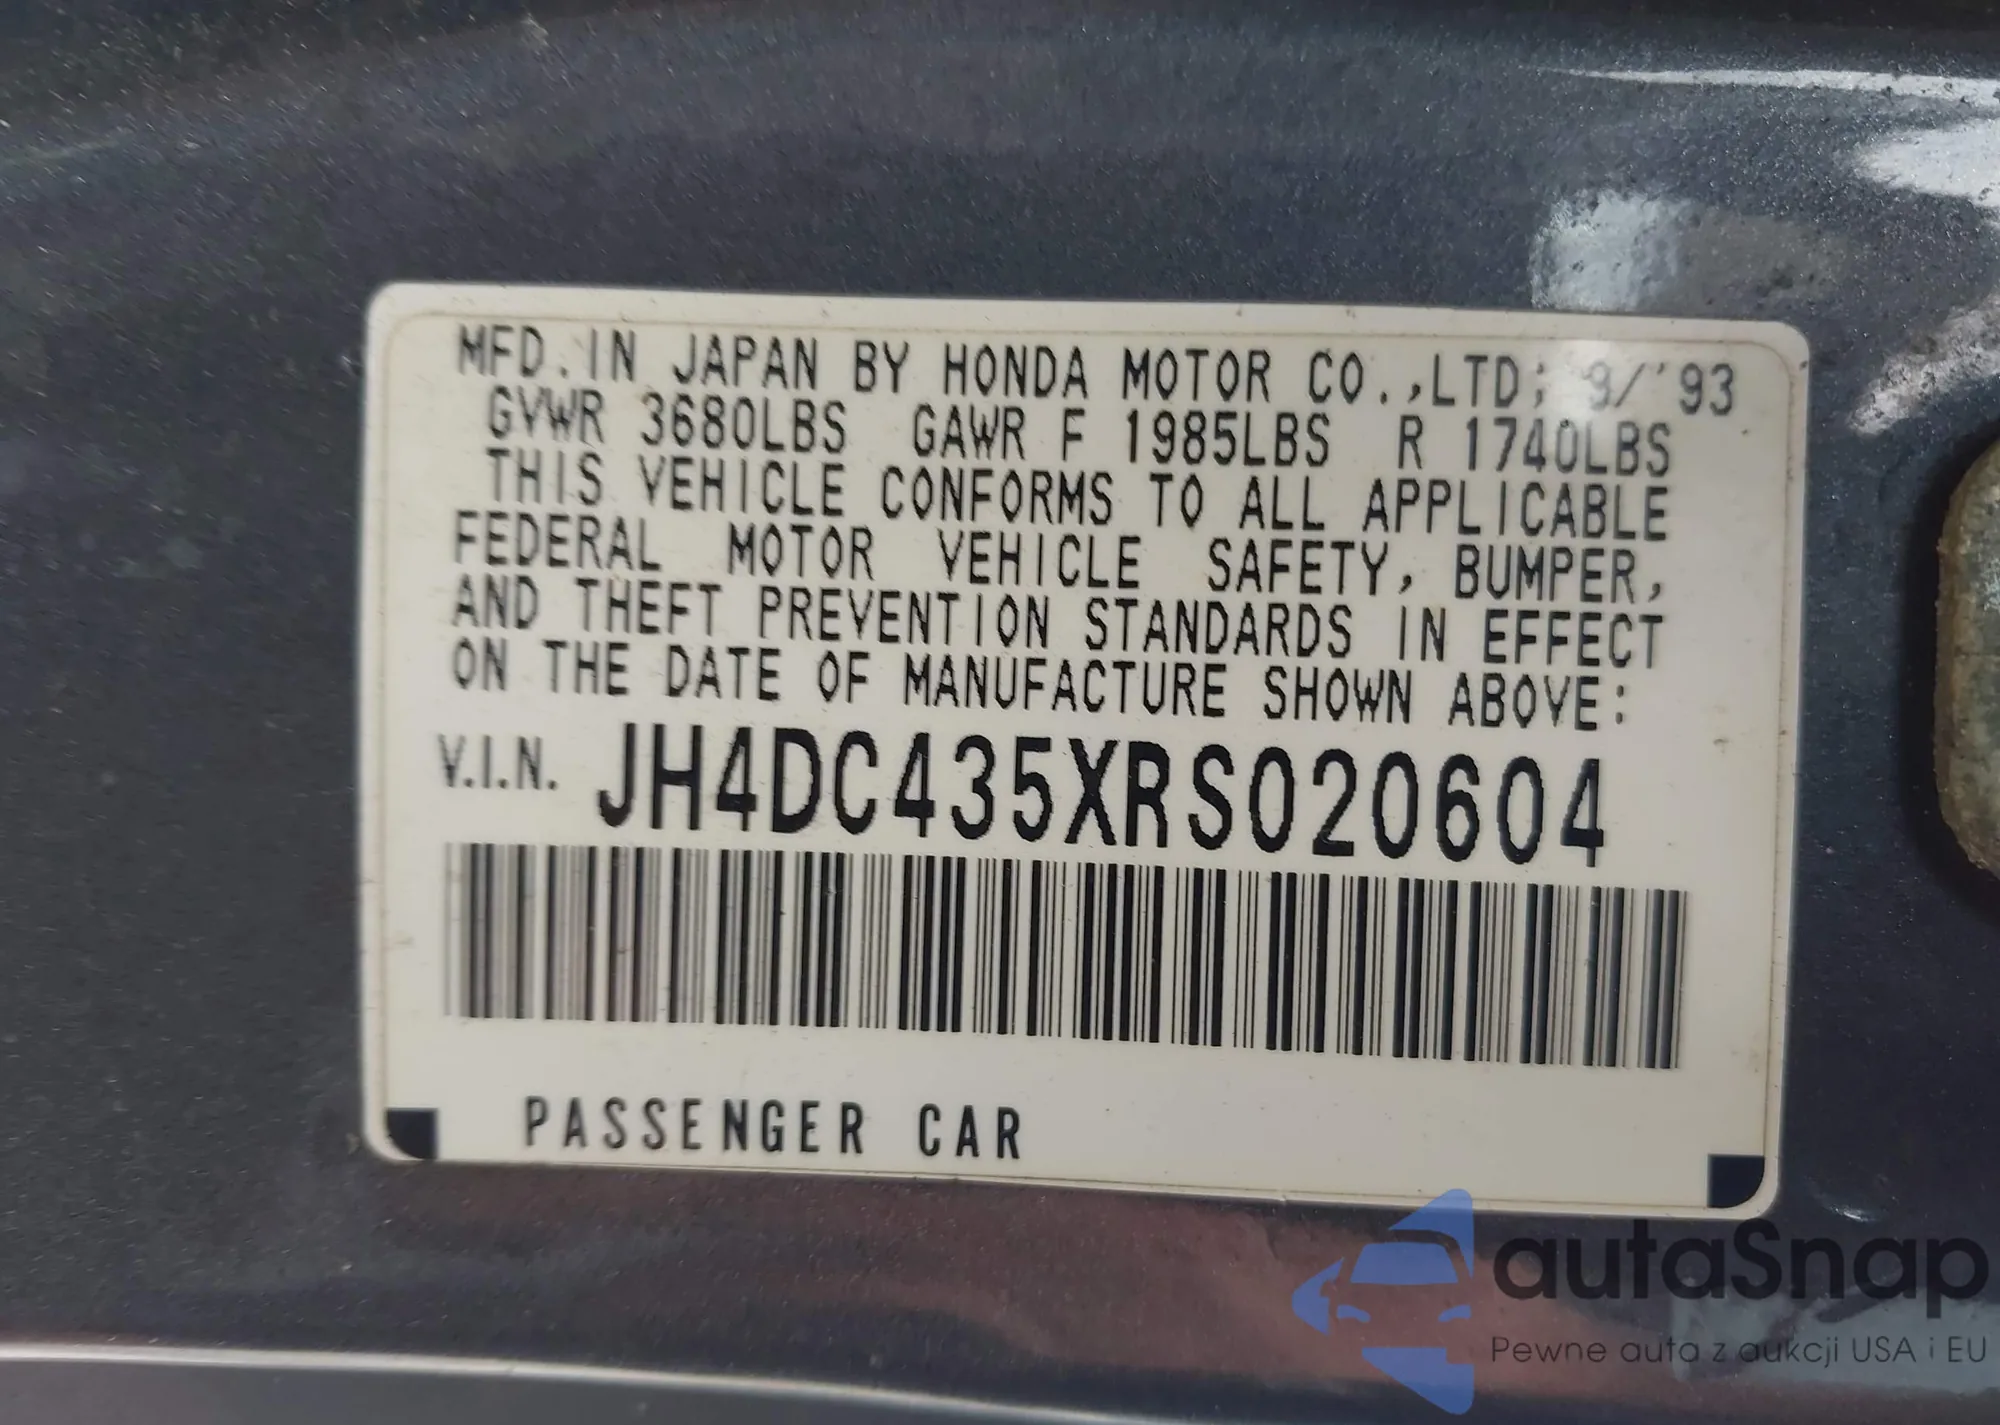 MFD. IN JAPAN BY HONDA MOTOR CO.,LTD; 9/'93
GVWR 3680LBS GAWR F 1985LBS R 1740LBS
THIS VEHICLE CONFORMS TO ALL APPLICABLE
FEDERAL MOTOR VEHICLE SAFETY, BUMPER,
AND THEFT PREVENTION STANDARDS IN EFFECT
ON THE DATE OF MANUFACTURE SHOWN ABOVE:
V.I.N. JH4DC435XRS020604
PASSENGER CAR
autaSnap
Pewne auta z aukcji USA i EU